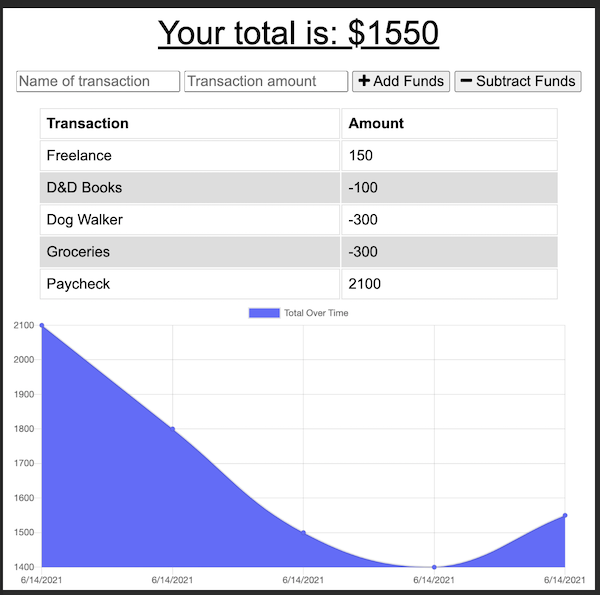 Your total is: $1550
Name of transaction Transaction amount + Add Funds − Subtract Funds
Transaction Amount
Freelance 150
D&D Books -100
Dog Walker -300
Groceries -300
Paycheck 2100
Total Over Time
2100
2000
1900
1800
1700
1600
1500
1400
6/14/2021 6/14/2021 6/14/2021 6/14/2021 6/14/2021